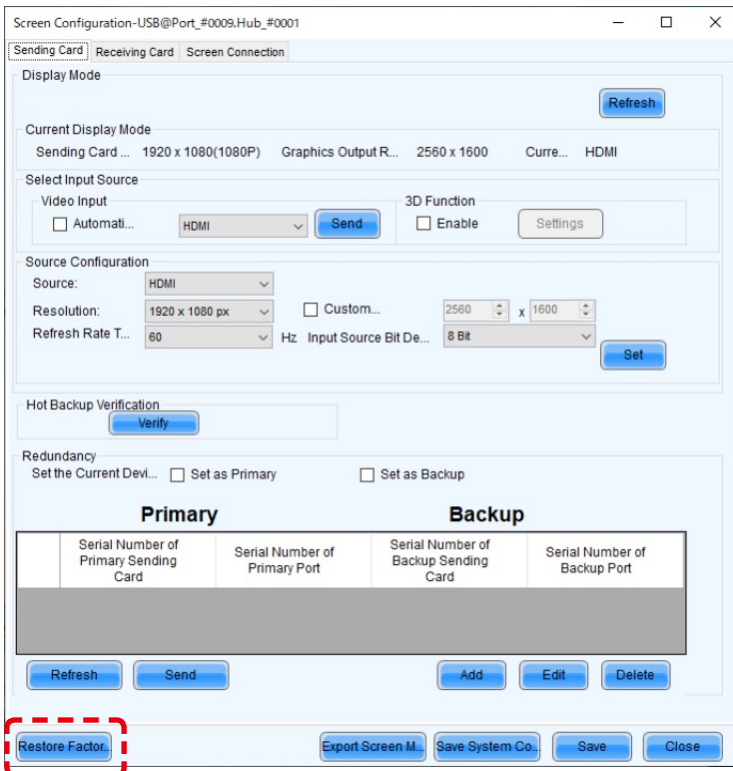 Screen Configuration-USB@Port_#0009.Hub_#0001
Sending Card Receiving Card Screen Connection
Display Mode
Refresh
Current Display Mode
Sending Card ... 1920 x 1080(1080P) Graphics Output R... 2560 x 1600 Curre... HDMI
Select Input Source
Video Input 3D Function
Automati... HDMI Send Enable Settings
Source Configuration
Source: HDMI
Resolution: 1920 x 1080 px Custom... 2560 x 1600
Refresh Rate T... 60 Hz Input Source Bit De... 8 Bit
Set
Hot Backup Verification
Verify
Redundancy
Set the Current Devi... Set as Primary Set as Backup
Primary Backup
Serial Number of Primary Sending Card Serial Number of Primary Port Serial Number of Backup Sending Card Serial Number of Backup Port
Refresh Send Add Edit Delete
Restore Factor... Export Screen M... Save System Co... Save Close